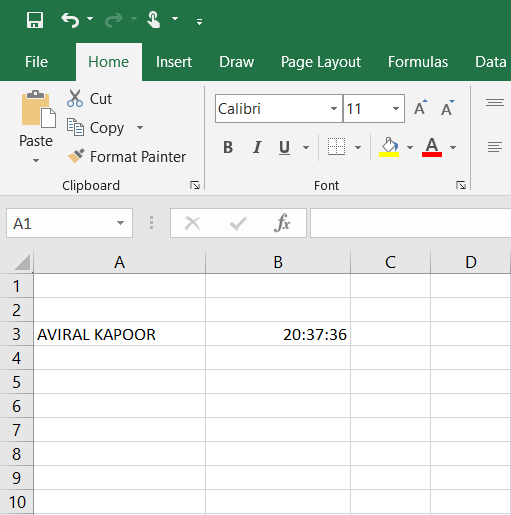 File Home Insert Draw Page Layout Formulas Data
Cut
Copy
Paste
Format Painter
Calibri 11
B I U A
Clipboard Font
A1 fx
A B C D
1
2
3 AVIRAL KAPOOR 20:37:36
4
5
6
7
8
9
10